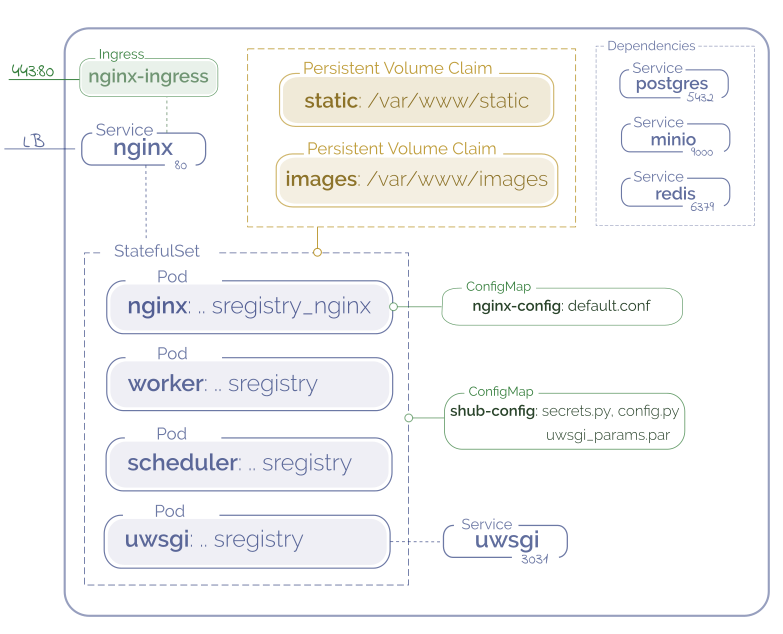 443:80
Ingress
nginx-ingress
LB
Service
nginx
80
Persistent Volume Claim
static: /var/www/static
Persistent Volume Claim
images: /var/www/images
Dependencies
Service
postgres
5432
Service
minio
9000
Service
redis
6379
StatefulSet
Pod
nginx: .. sregistry_nginx
Pod
worker: .. sregistry
Pod
scheduler: .. sregistry
Pod
uwsgi: .. sregistry
ConfigMap
nginx-config: default.conf
ConfigMap
shub-config: secrets.py, config.py
uwsgi_params.par
Service
uwsgi
3031